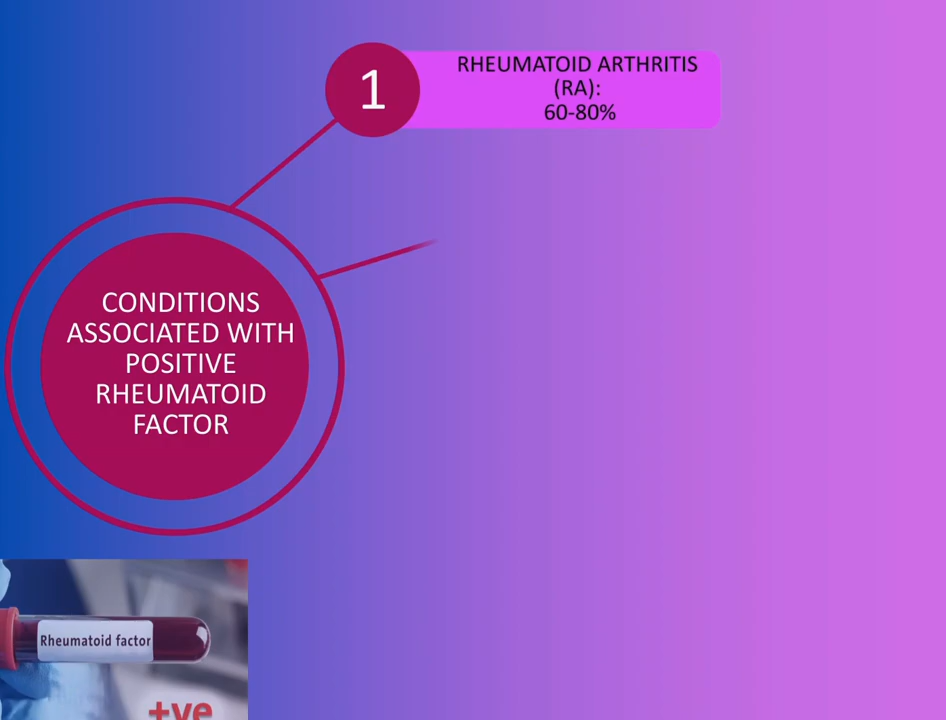 1
RHEUMATOID ARTHRITIS
(RA):
60-80%
CONDITIONS
ASSOCIATED WITH
POSITIVE
RHEUMATOID
FACTOR
Rheumatoid factor
+ve